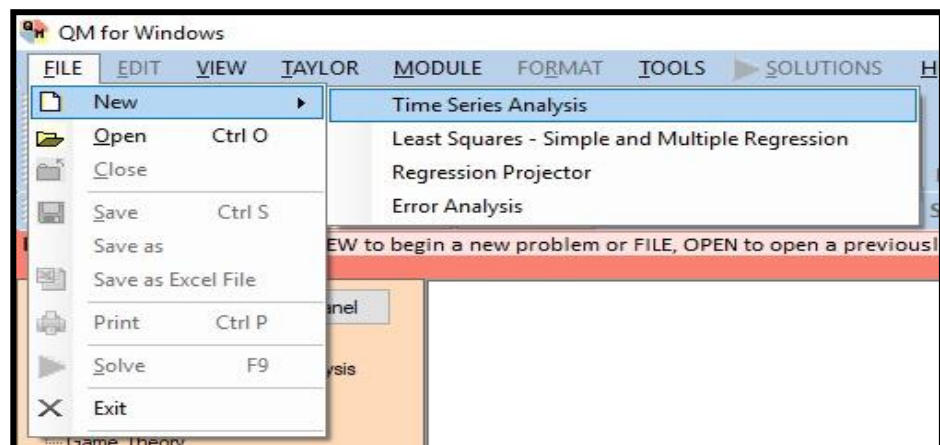 QM for Windows
FILE EDIT VIEW TAYLOR MODULE FORMAT TOOLS SOLUTIONS H
New Time Series Analysis
Open Ctrl O Least Squares - Simple and Multiple Regression
Close Regression Projector
Save Ctrl S Error Analysis
Save as EW to begin a new problem or FILE, OPEN to open a previousl
Save as Excel File
Print Ctrl P anel
Solve F9 ysis
Exit
Game Theory